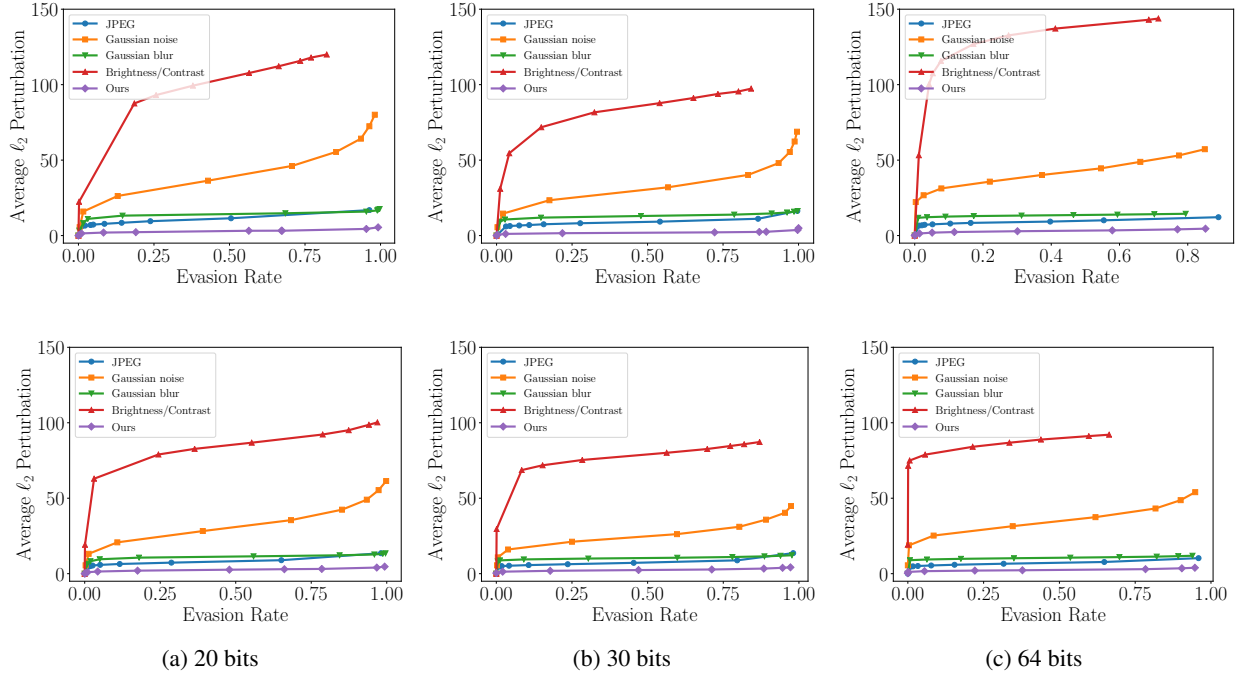 150
100
50
0
Average ℓ₂ Perturbation
JPEG
Gaussian noise
Gaussian blur
Brightness/Contrast
Ours
0.00 0.25 0.50 0.75 1.00
Evasion Rate
150
100
50
0
Average ℓ₂ Perturbation
JPEG
Gaussian noise
Gaussian blur
Brightness/Contrast
Ours
0.00 0.25 0.50 0.75 1.00
Evasion Rate
150
100
50
0
Average ℓ₂ Perturbation
JPEG
Gaussian noise
Gaussian blur
Brightness/Contrast
Ours
0.0 0.2 0.4 0.6 0.8
Evasion Rate
150
100
50
0
Average ℓ₂ Perturbation
JPEG
Gaussian noise
Gaussian blur
Brightness/Contrast
Ours
0.00 0.25 0.50 0.75 1.00
Evasion Rate
150
100
50
0
Average ℓ₂ Perturbation
JPEG
Gaussian noise
Gaussian blur
Brightness/Contrast
Ours
0.00 0.25 0.50 0.75 1.00
Evasion Rate
150
100
50
0
Average ℓ₂ Perturbation
JPEG
Gaussian noise
Gaussian blur
Brightness/Contrast
Ours
0.00 0.25 0.50 0.75 1.00
Evasion Rate
(a) 20 bits
(b) 30 bits
(c) 64 bits